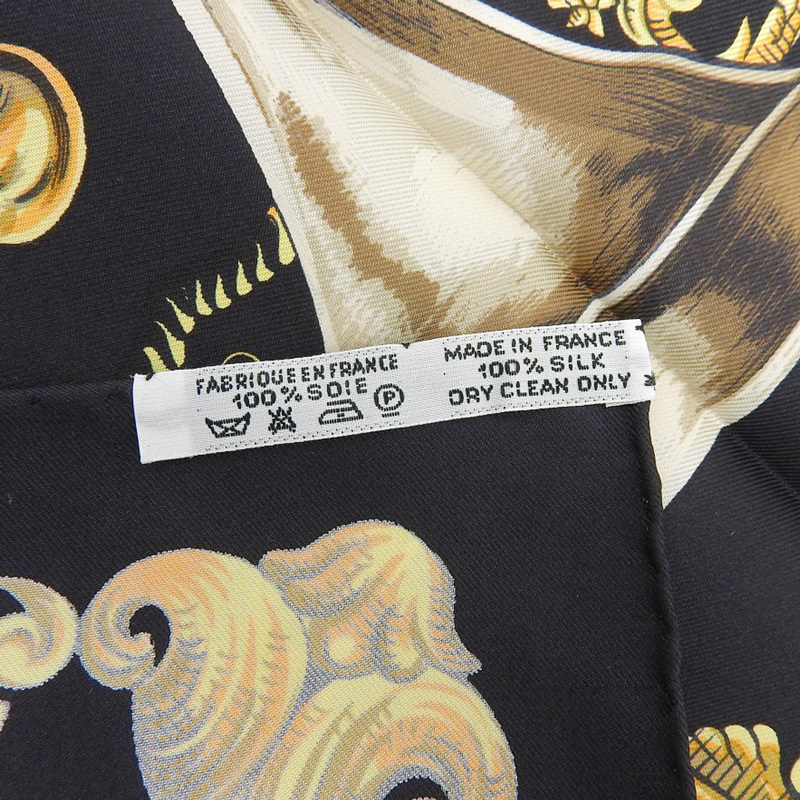 FABRIQUE EN FRANCE
100% SOIE
P
MADE IN FRANCE
100% SILK
DRY CLEAN ONLY